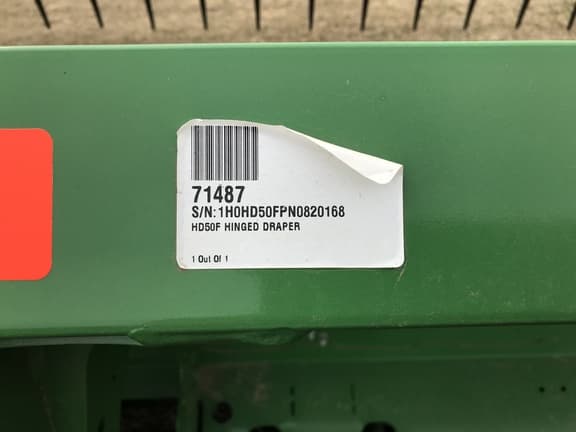 71487
S/N:1H0HD50FPN0820168
HD50F HINGED DRAPER
1 Out Of 1